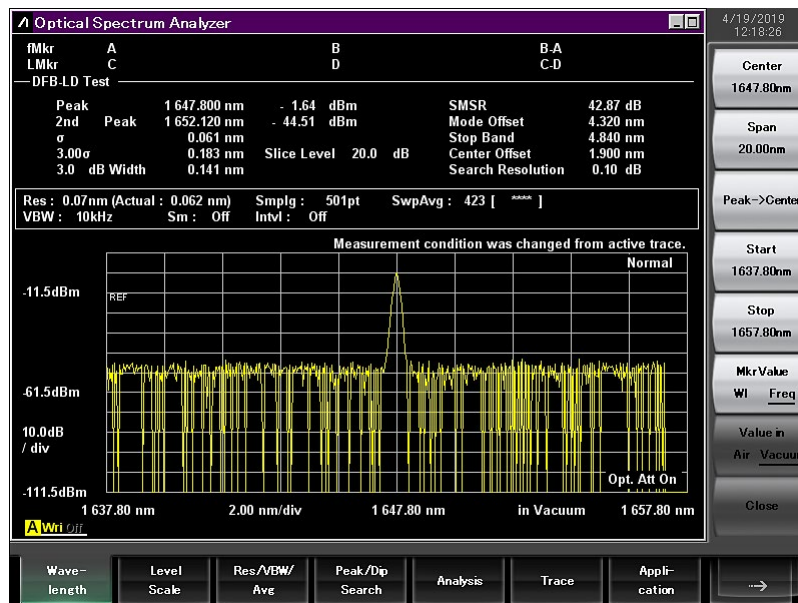 Optical Spectrum Analyzer
4/19/2019
12:18:26
fMkr A B B-A
LMkr C D C-D
DFB-LD Test
Peak 1 647.800 nm - 1.64 dBm SMSR 42.87 dB
2nd Peak 1 652.120 nm - 44.51 dBm Mode Offset 4.320 nm
σ 0.061 nm Stop Band 4.840 nm
3.00σ 0.183 nm Slice Level 20.0 dB Center Offset 1.900 nm
3.0 dB Width 0.141 nm Search Resolution 0.10 dB
Res : 0.07nm (Actual : 0.062 nm) Smplg : 501pt SwpAvg : 423 [ **** ]
VBW : 10kHz Sm : Off Intvl : Off
Measurement condition was changed from active trace.
Normal
-11.5dBm
REF
-61.5dBm
10.0dB
/ div
Opt. Att On
-111.5dBm
1 637.80 nm 2.00 nm/div 1 647.80 nm in Vacuum 1 657.80 nm
A Wri Off
Center
1647.80nm
Span
20.00nm
Peak->Center
Start
1637.80nm
Stop
1657.80nm
MkrValue
Wl Freq
Value in
Air Vacuu
Close
Wave-
length
Level
Scale
Res/VBW/
Avg
Peak/Dip
Search
Analysis
Trace
Appli-
cation